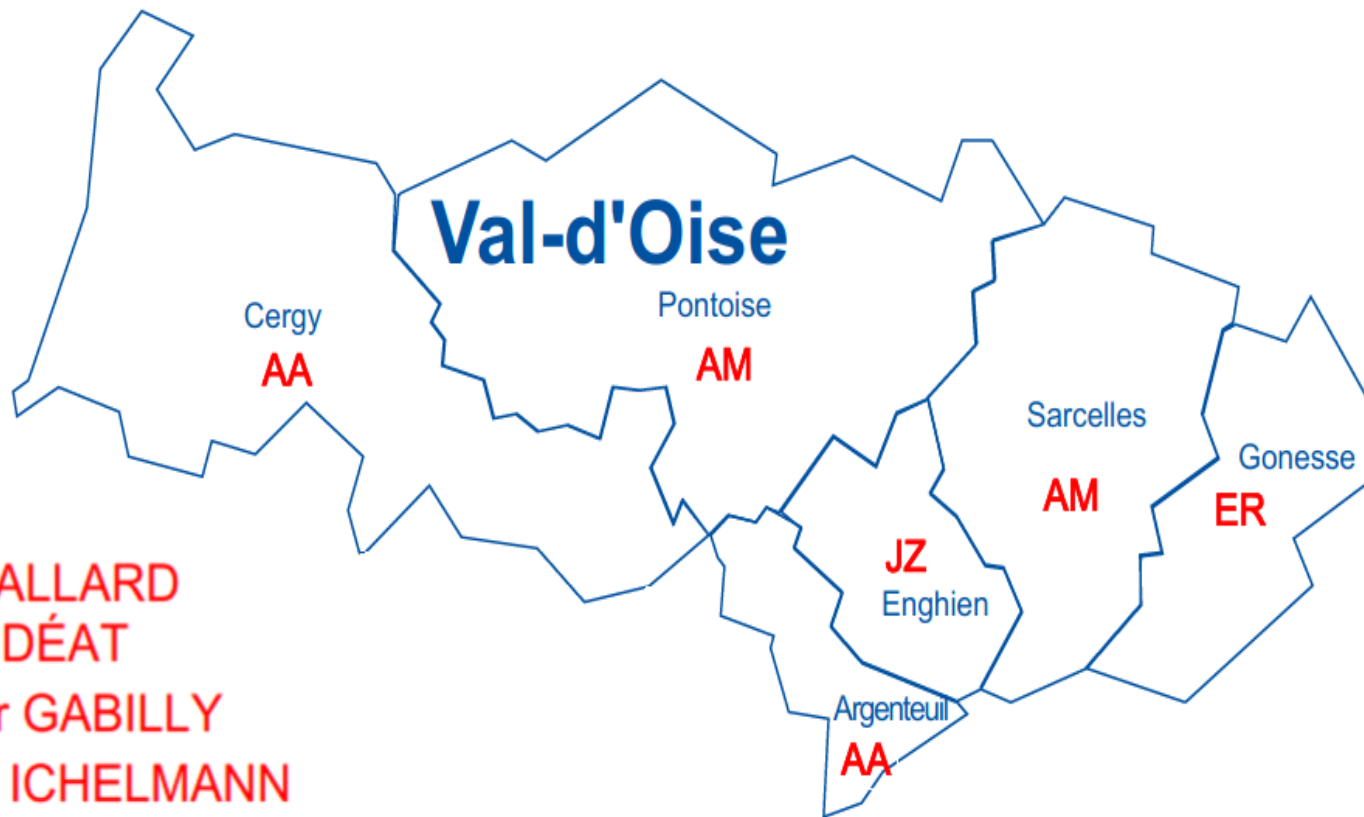 Val-d'Oise
Pontoise
AM
Cergy
AA
Sarcelles
AM
Gonesse
ER
JZ
Enghien
Argenteuil
AA
ALLARD
DÉAT
GABILLY
ICHELMANN